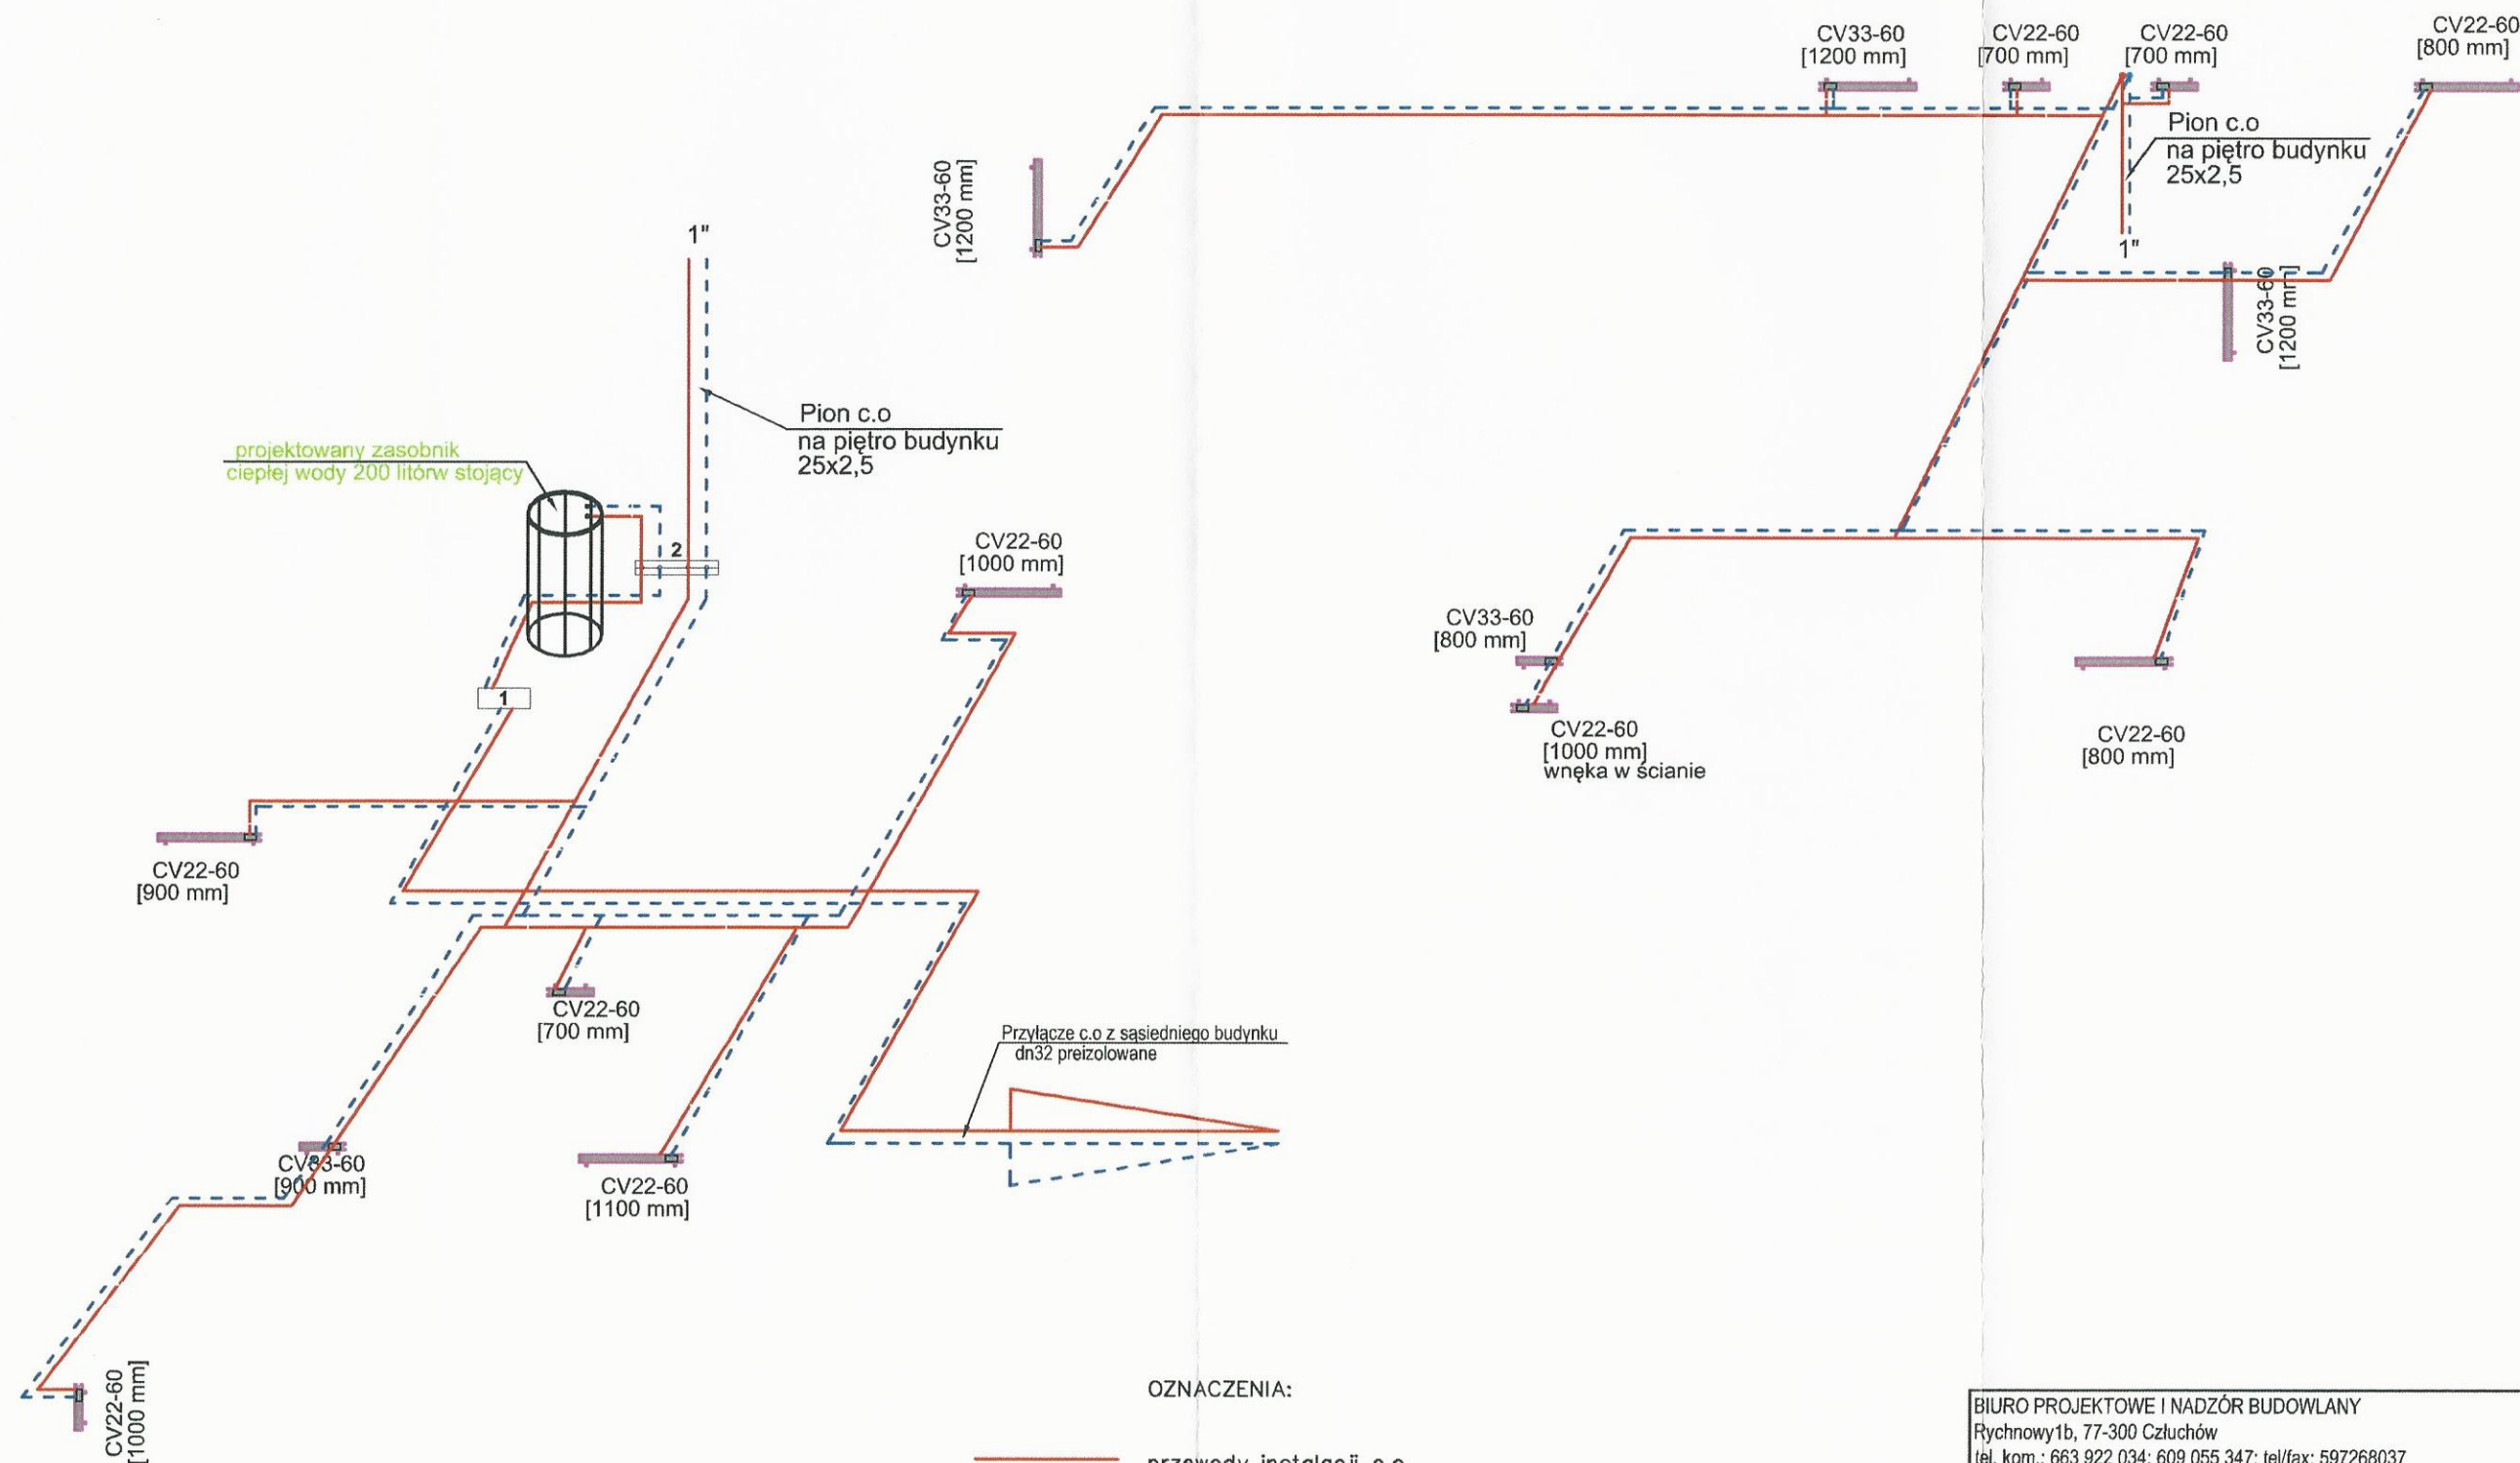 CV33-60
[1200 mm]
CV22-60
[700 mm]
CV22-60
[700 mm]
CV22-60
[800 mm]
Pion c.o
na piętro budynku
25x2,5
1"
CV33-60
[1200 mm]
CV33-60
[1200 mm]
1"
Pion c.o
na piętro budynku
25x2,5
projektowany zasobnik
ciepłej wody 200 litórw stojący
2
CV22-60
[1000 mm]
1
CV33-60
[800 mm]
CV22-60
[1000 mm]
wnęka w ścianie
CV22-60
[800 mm]
CV22-60
[900 mm]
CV22-60
[700 mm]
Przyłącze c.o z sąsiedniego budynku
dn32 preizolowane
CV33-60
[900 mm]
CV22-60
[1100 mm]
CV22-60
[1000 mm]
OZNACZENIA:
przewody instalacji c.o.
BIURO PROJEKTOWE I NADZÓR BUDOWLANY
Rychnowy1b, 77-300 Człuchów
tel. kom.: 663 922 034; 609 055 347; tel/fax: 597268037